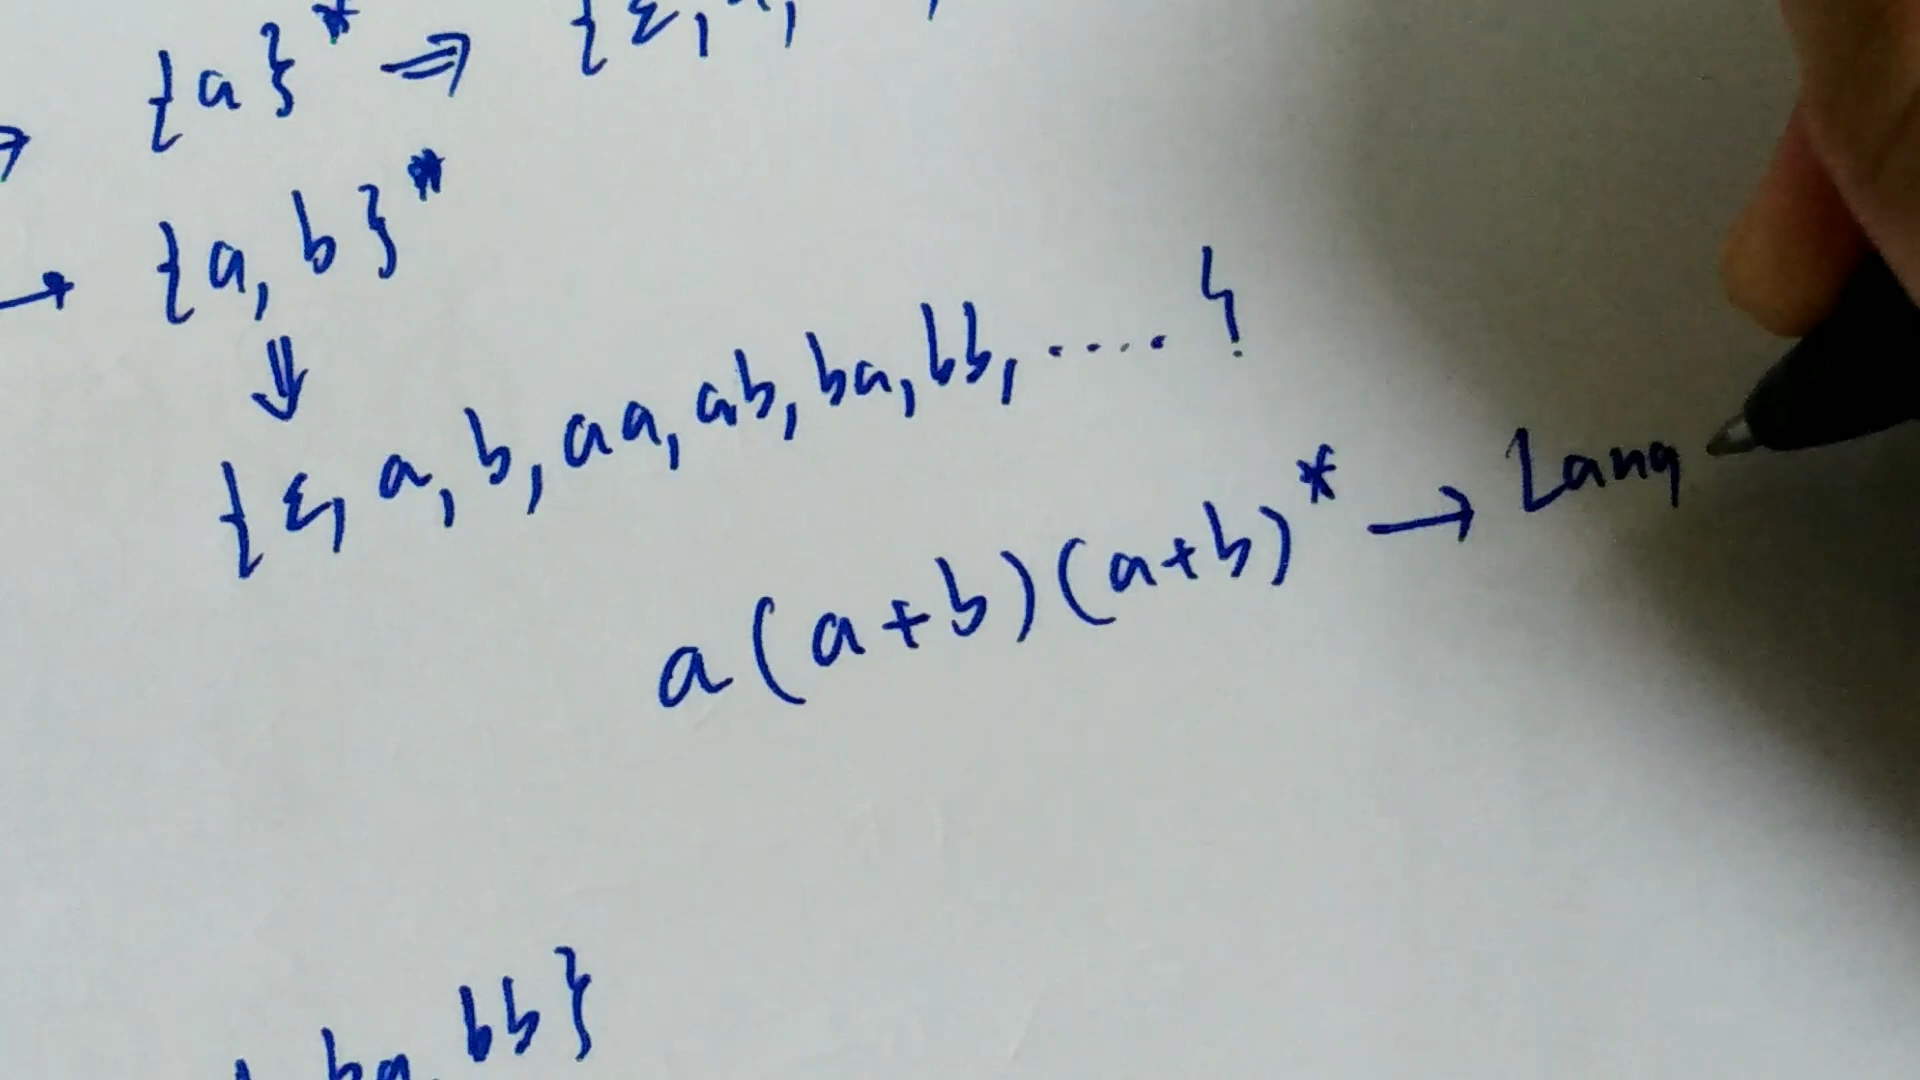 {a}* ⇒ {ε,
→ {a, b}*
⇓
{ε, a, b, aa, ab, ba, bb, ..... }
a(a+b)(a+b)* → Lang
ba, bb}